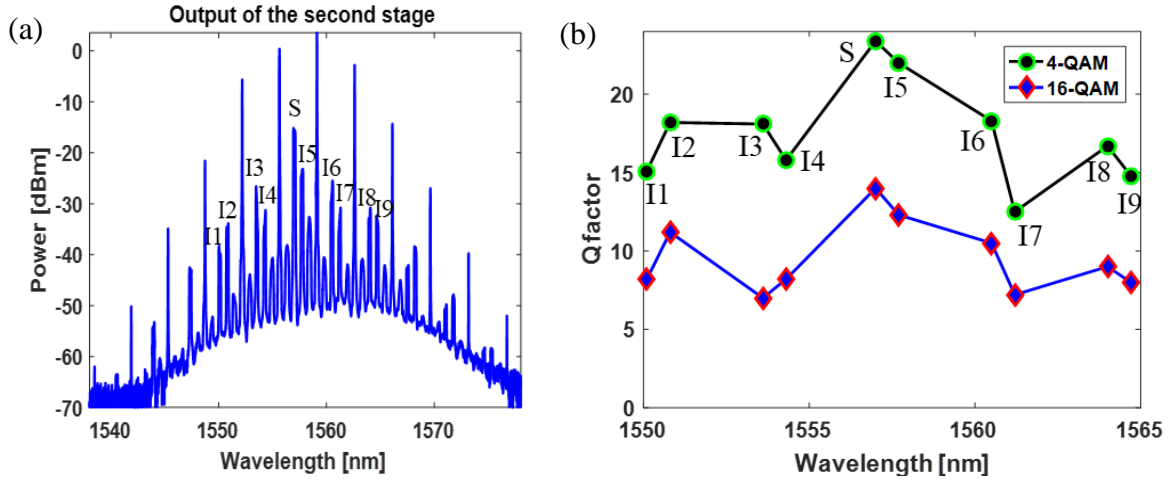 (a)
Output of the second stage
0
-10
-20
-30
-40
-50
-60
-70
Power [dBm]
S
I3
I5
I6
I4
I7
I2
I8
I9
I1
1540
1550
1560
1570
Wavelength [nm]
(b)
4-QAM
16-QAM
20
15
10
5
0
Qfactor
S
I5
I2
I3
I4
I6
I1
I8
I9
I7
1550
1555
1560
1565
Wavelength [nm]